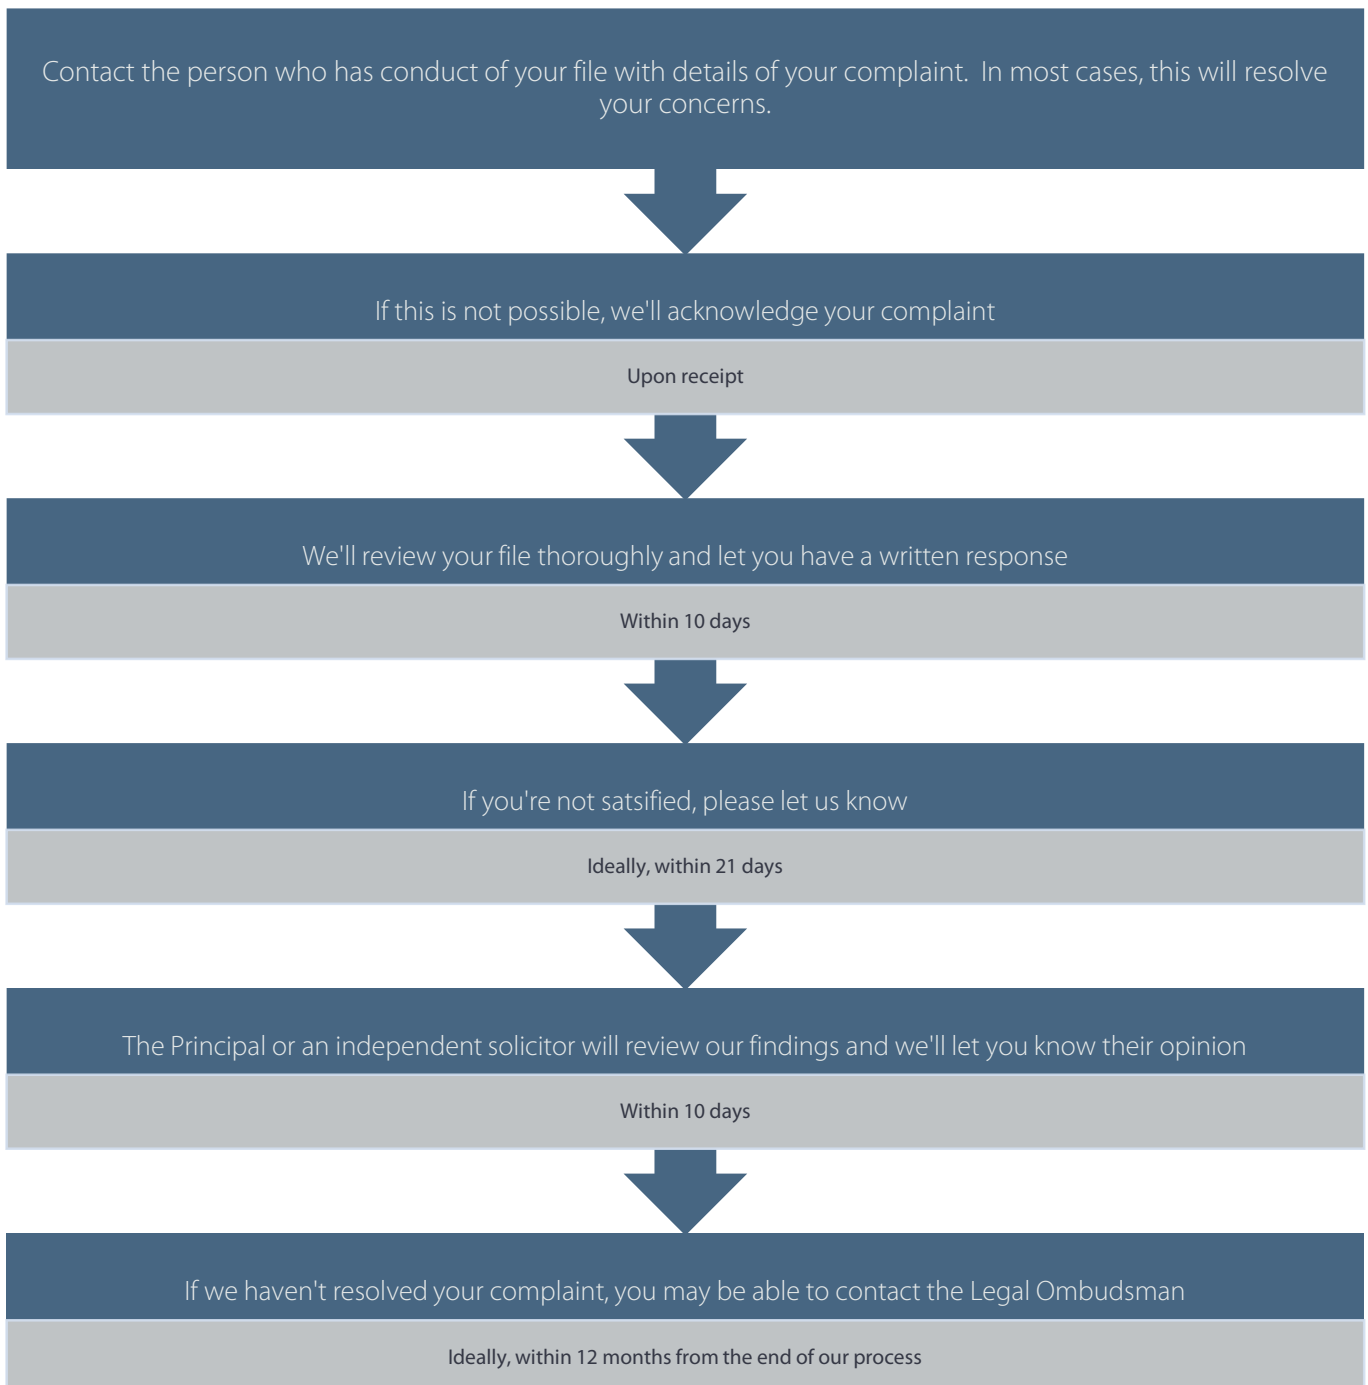 Contact the person who has conduct of your file with details of your complaint.  In most cases, this will resolve
your concerns.
If this is not possible, we'll acknowledge your complaint
Upon receipt
We'll review your file thoroughly and let you have a written response
Within 10 days
If you're not satsified, please let us know
Ideally, within 21 days
The Principal or an independent solicitor will review our findings and we'll let you know their opinion
Within 10 days
If we haven't resolved your complaint, you may be able to contact the Legal Ombudsman
Ideally, within 12 months from the end of our process